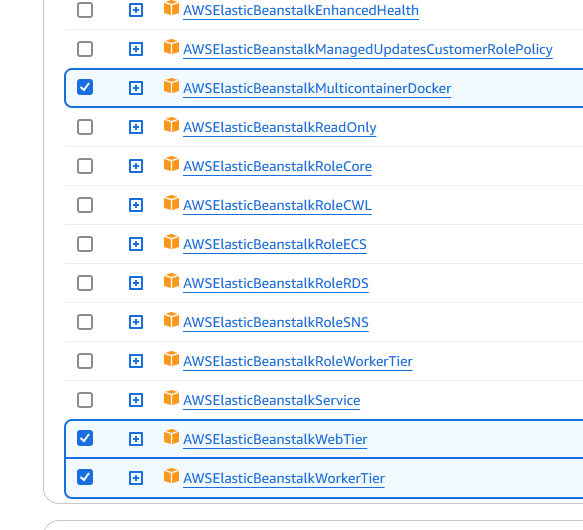 AWSElasticBeanstalkEnhancedHealth
AWSElasticBeanstalkManagedUpdatesCustomerRolePolicy
AWSElasticBeanstalkMulticontainerDocker
AWSElasticBeanstalkReadOnly
AWSElasticBeanstalkRoleCore
AWSElasticBeanstalkRoleCWL
AWSElasticBeanstalkRoleECS
AWSElasticBeanstalkRoleRDS
AWSElasticBeanstalkRoleSNS
AWSElasticBeanstalkRoleWorkerTier
AWSElasticBeanstalkService
AWSElasticBeanstalkWebTier
AWSElasticBeanstalkWorkerTier